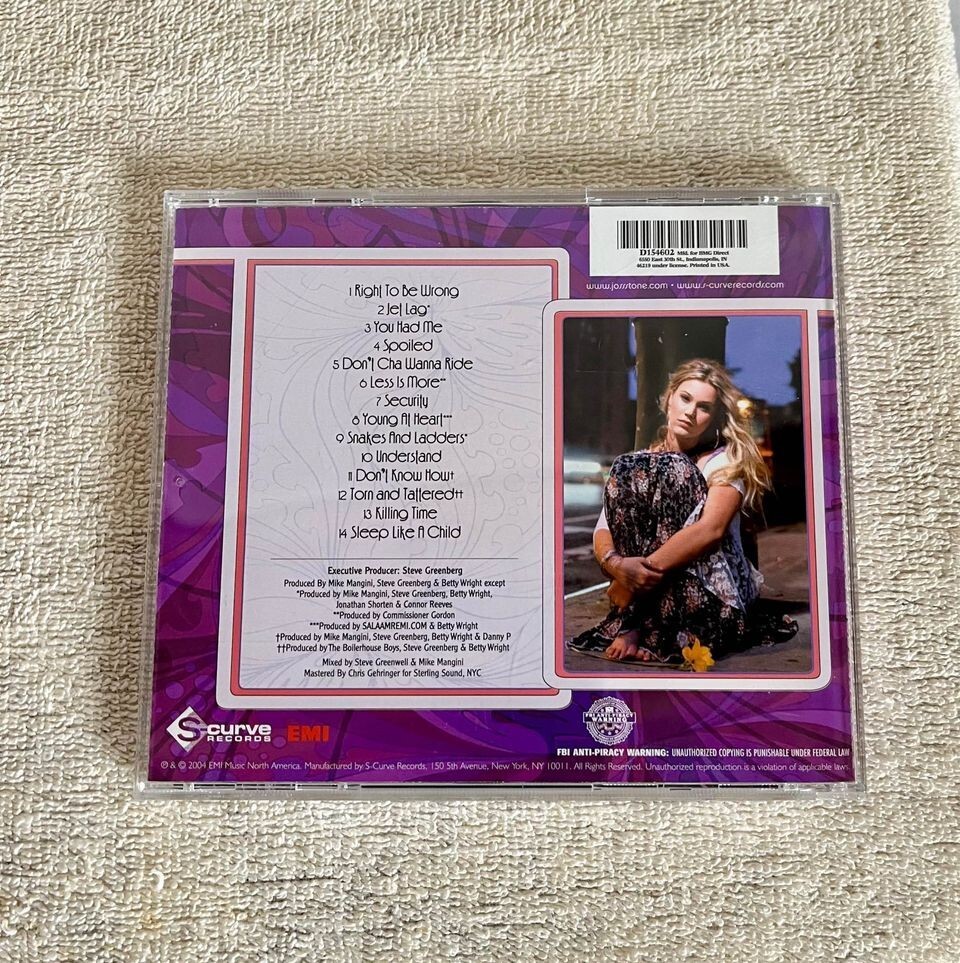 D154602 Mfd. for BMG Direct
6550 East 30th St., Indianapolis, IN
46219 under license. Printed in USA.
www.jossstone.com • www.s-curverecords.com
1 Right To Be Wrong
2 Jet Lag*
3 You Had Me
4 Spoiled
5 Don't Cha Wanna Ride
6 Less Is More**
7 Security
8 Young At Heart***
9 Snakes And Ladders*
10 Understand
11 Don't Know How†
12 Torn and Tattered††
13 Killing Time
14 Sleep Like A Child
Executive Producer: Steve Greenberg
Produced By Mike Mangini, Steve Greenberg & Betty Wright except
*Produced by Mike Mangini, Steve Greenberg, Betty Wright,
Jonathan Shorten & Connor Reeves
**Produced by Commissioner Gordon
***Produced by SALAAMREMI.COM & Betty Wright
†Produced by Mike Mangini, Steve Greenberg, Betty Wright & Danny P
††Produced by The Boilerhouse Boys, Steve Greenberg & Betty Wright
Mixed by Steve Greenwell & Mike Mangini
Mastered By Chris Gehringer for Sterling Sound, NYC
S-curve
RECORDS
EMI
FBI ANTI-PIRACY
WARNING
FBI ANTI-PIRACY WARNING: UNAUTHORIZED COPYING IS PUNISHABLE UNDER FEDERAL LAW
℗ & © 2004 EMI Music North America. Manufactured by S-Curve Records, 150 5th Avenue, New York, NY 10011. All Rights Reserved. Unauthorized reproduction is a violation of applicable laws